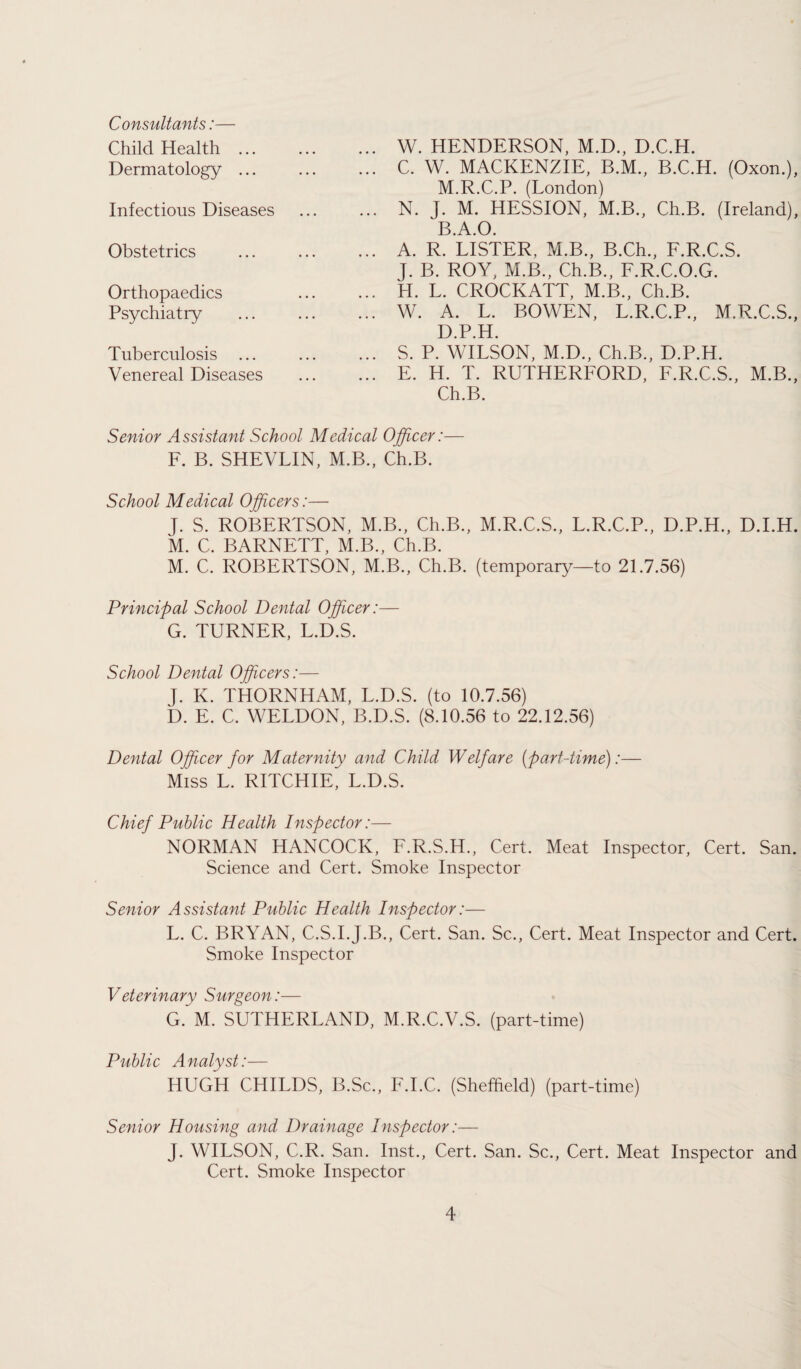 Consultants:—
Child Health ... ... ... W. HENDERSON, M.D., D.C.H.
Dermatology ... ... ... C. W. MACKENZIE, B.M., B.C.H. (Oxon.),
M.R.C.P. (London)
Infectious Diseases ... ... N. J. M. HESSION, M.B., Ch.B. (Ireland),
B.A.O.
Obstetrics ... ... ... A. R. LISTER, M.B., B.Ch., F.R.C.S.
J. B. ROY, M.B., Ch.B., F.R.C.O.G.
Orthopaedics ... ... H. L. CROCKATT, M.B., Ch.B.
Psychiatry ... ... ... W. A. L. BOWEN, L.R.C.P., M.R.C.S.,
D.P.H.
Tuberculosis ... ... ... S. P. WILSON, M.D., Ch.B., D.P.H.
Venereal Diseases ... ... E. H. T. RUTHERFORD, F.R.C.S., M.B.,
Ch.B.
Senior Assistant School Medical Officer:—
F. B. SHEVLIN, M.B., Ch.B.
School Medical Officers:—
J. S. ROBERTSON, M.B., Ch.B., M.R.C.S., L.R.C.P., D.P.H., D.I.H.
M. C. BARNETT, M.B., Ch.B.
M. C. ROBERTSON, M.B., Ch.B. (temporary—to 21.7.56)
Principal School Dental Officer:—
G. TURNER, L.D.S.
School Dental Officers:—
J. K. THORNHAM, L.D.S. (to 10.7.56)
D. E. C. WELDON, B.D.S. (8.10.56 to 22.12.56)
Dental Officer for Maternity and Child Welfare (part-time):—
Miss L. RITCHIE, L.D.S.
Chief Public Health Inspector:—
NORMAN HANCOCK, F.R.S.H., Cert. Meat Inspector, Cert. San.
Science and Cert. Smoke Inspector
Senior Assistant Public Health Inspector:—
L. C. BRYAN, C.S.I.J.B., Cert. San. Sc., Cert. Meat Inspector and Cert.
Smoke Inspector
Veterinary Surgeon:—
G. M. SUTHERLAND, M.R.C.V.S. (part-time)
Public Analyst:—
HUGH CHILDS, B.Sc., F.I.C. (Sheffield) (part-time)
Senior Housing and Drainage Inspector:—
J. WILSON, C.R. San. Inst., Cert. San. Sc., Cert. Meat Inspector and
Cert. Smoke Inspector
4